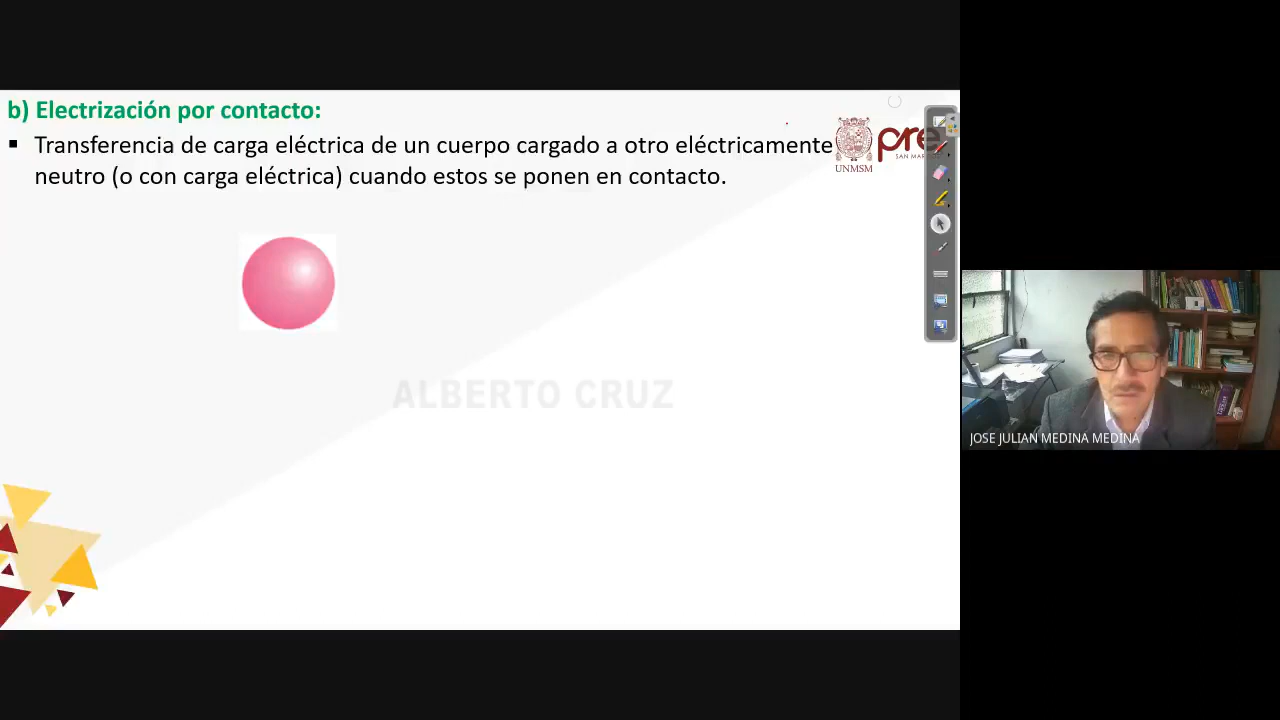 b) Electrización por contacto:
▪ Transferencia de carga eléctrica de un cuerpo cargado a otro eléctricamente
neutro (o con carga eléctrica) cuando estos se ponen en contacto.
pre
UNMSM
ALBERTO CRUZ
JOSE JULIAN MEDINA MEDINA